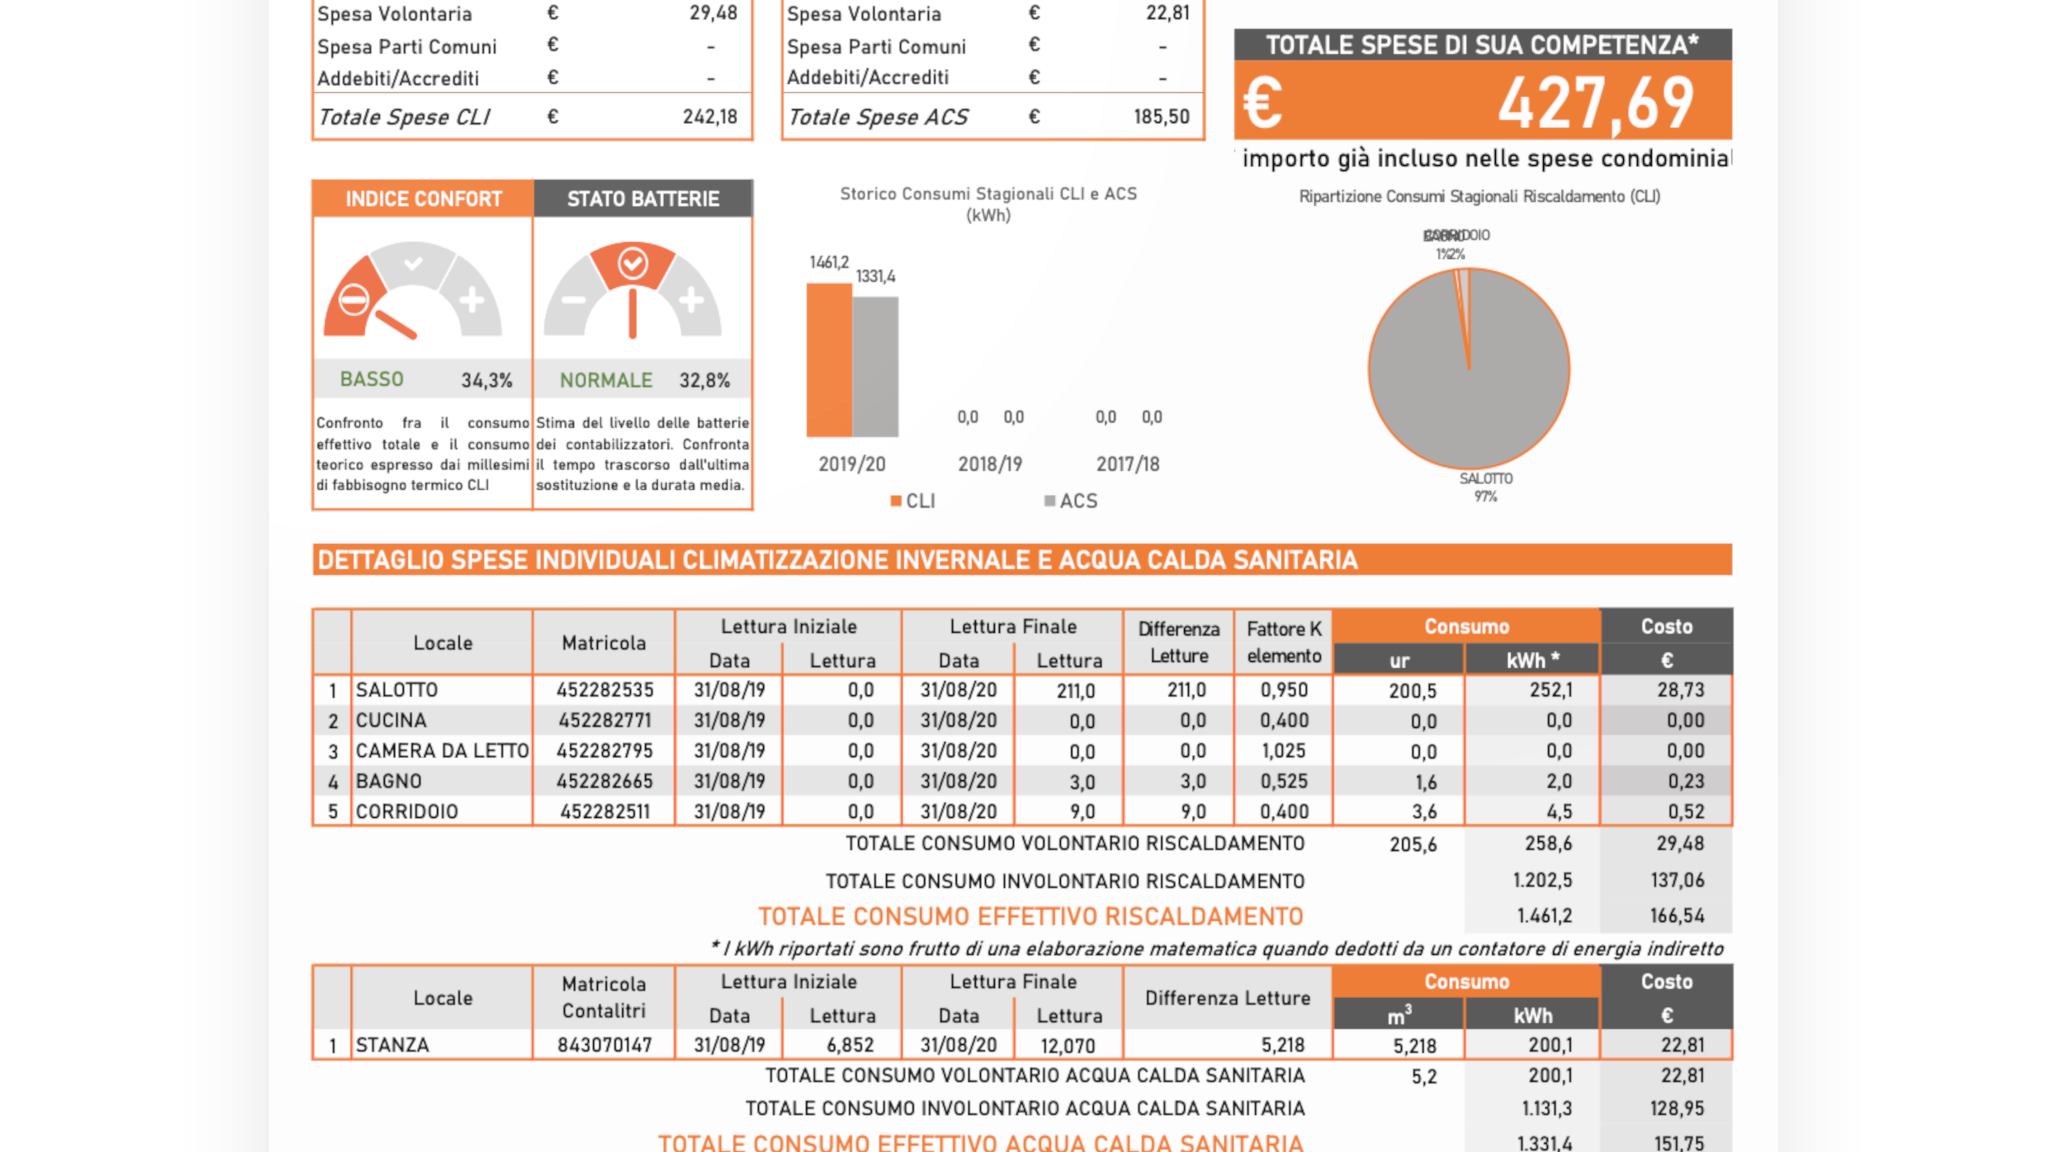 Spesa Volontaria € 29,48
Spesa Parti Comuni € -
Addebiti/Accrediti € -
Totale Spese CLI € 242,18
Spesa Volontaria € 22,81
Spesa Parti Comuni € -
Addebiti/Accrediti € -
Totale Spese ACS € 185,50
TOTALE SPESE DI SUA COMPETENZA*
€ 427,69
importo già incluso nelle spese
INDICE CONFORT
BASSO 34,3%
Confronto fra il consumo
effettivo totale e il consumo
teorico espresso dai millesimi
di fabbisogno termico CLI
STATO BATTERIE
NORMALE 32,8%
Stima del livello delle batterie
dei contabilizzatori. Confronta
il tempo trascorso dall'ultima
sostituzione e la durata media.
Storico Consumi Stagionali CLI e ACS
(kWh)
1461,2
1331,4
0,0 0,0 0,0 0,0
2019/20 2018/19 2017/18
CLI ACS
Ripartizione Consumi Stagionali Riscaldamento (CLI)
CORRIDOIO
1% 2%
SALOTTO
97%
DETTAGLIO SPESE INDIVIDUALI CLIMATIZZAZIONE INVERNALE E ACQUA CALDA SANITARIA
Locale Matricola Lettura Iniziale Lettura Finale Differenza Letture Fattore K elemento Consumo Costo
Data Lettura Data Lettura ur kWh * €
1 SALOTTO 452282535 31/08/19 0,0 31/08/20 211,0 211,0 0,950 200,5 252,1 28,73
2 CUCINA 452282771 31/08/19 0,0 31/08/20 0,0 0,0 0,400 0,0 0,0 0,00
3 CAMERA DA LETTO 452282795 31/08/19 0,0 31/08/20 0,0 0,0 1,025 0,0 0,0 0,00
4 BAGNO 452282665 31/08/19 0,0 31/08/20 3,0 3,0 0,525 1,6 2,0 0,23
5 CORRIDOIO 452282511 31/08/19 0,0 31/08/20 9,0 9,0 0,400 3,6 4,5 0,52
TOTALE CONSUMO VOLONTARIO RISCALDAMENTO 205,6 258,6 29,48
TOTALE CONSUMO INVOLONTARIO RISCALDAMENTO 1.202,5 137,06
TOTALE CONSUMO EFFETTIVO RISCALDAMENTO 1.461,2 166,54
* I kWh riportati sono frutto di una elaborazione matematica quando dedotti da un contatore di energia indiretto
Locale Matricola Contalitri Lettura Iniziale Lettura Finale Differenza Letture Consumo Costo
Data Lettura Data Lettura m³ kWh €
1 STANZA 843070147 31/08/19 6,852 31/08/20 12,070 5,218 5,218 200,1 22,81
TOTALE CONSUMO VOLONTARIO ACQUA CALDA SANITARIA 5,2 200,1 22,81
TOTALE CONSUMO INVOLONTARIO ACQUA CALDA SANITARIA 1.131,3 128,95
TOTALE CONSUMO EFFETTIVO ACQUA CALDA SANITARIA 1.331,4 151,75